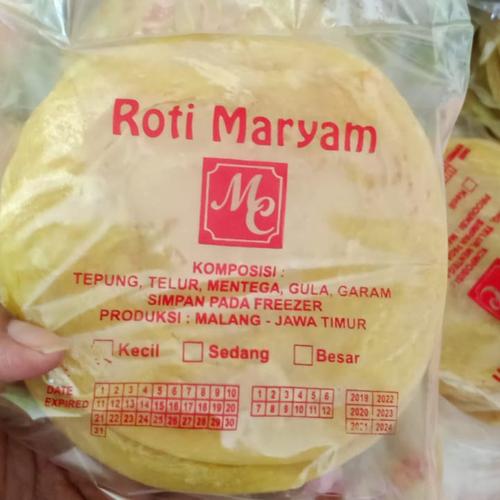 Roti Maryam
MC
KOMPOSISI :
TEPUNG, TELUR, MENTEGA, GULA, GARAM
SIMPAN PADA FREEZER
PRODUKSI : MALANG - JAWA TIMUR
Kecil Sedang Besar
DATE 1 2 3 4 5 6 7 8 9 10 1 2 3 4 5 6 2019 2022
EXPIRED 11 12 13 14 15 16 17 18 19 20 7 8 9 10 11 12 2020 2023
21 22 23 24 25 26 27 28 29 30 2021 2024
31